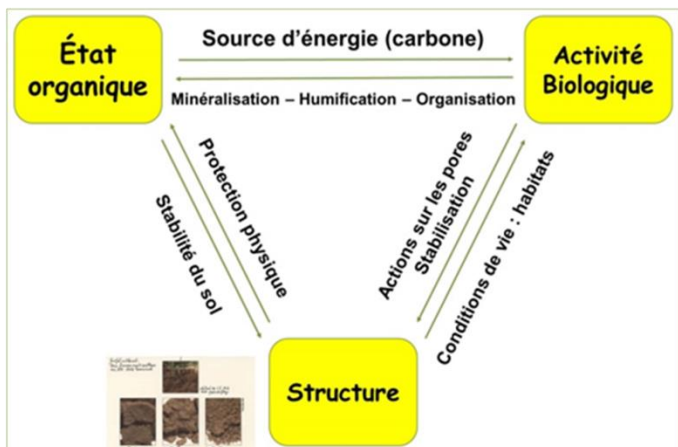 État
organique
Source d’énergie (carbone)
Activité
Biologique
Minéralisation – Humification – Organisation
Protection physique
Stabilité du sol
Actions sur les pores
Stabilisation
Conditions de vie : habitats
Structure